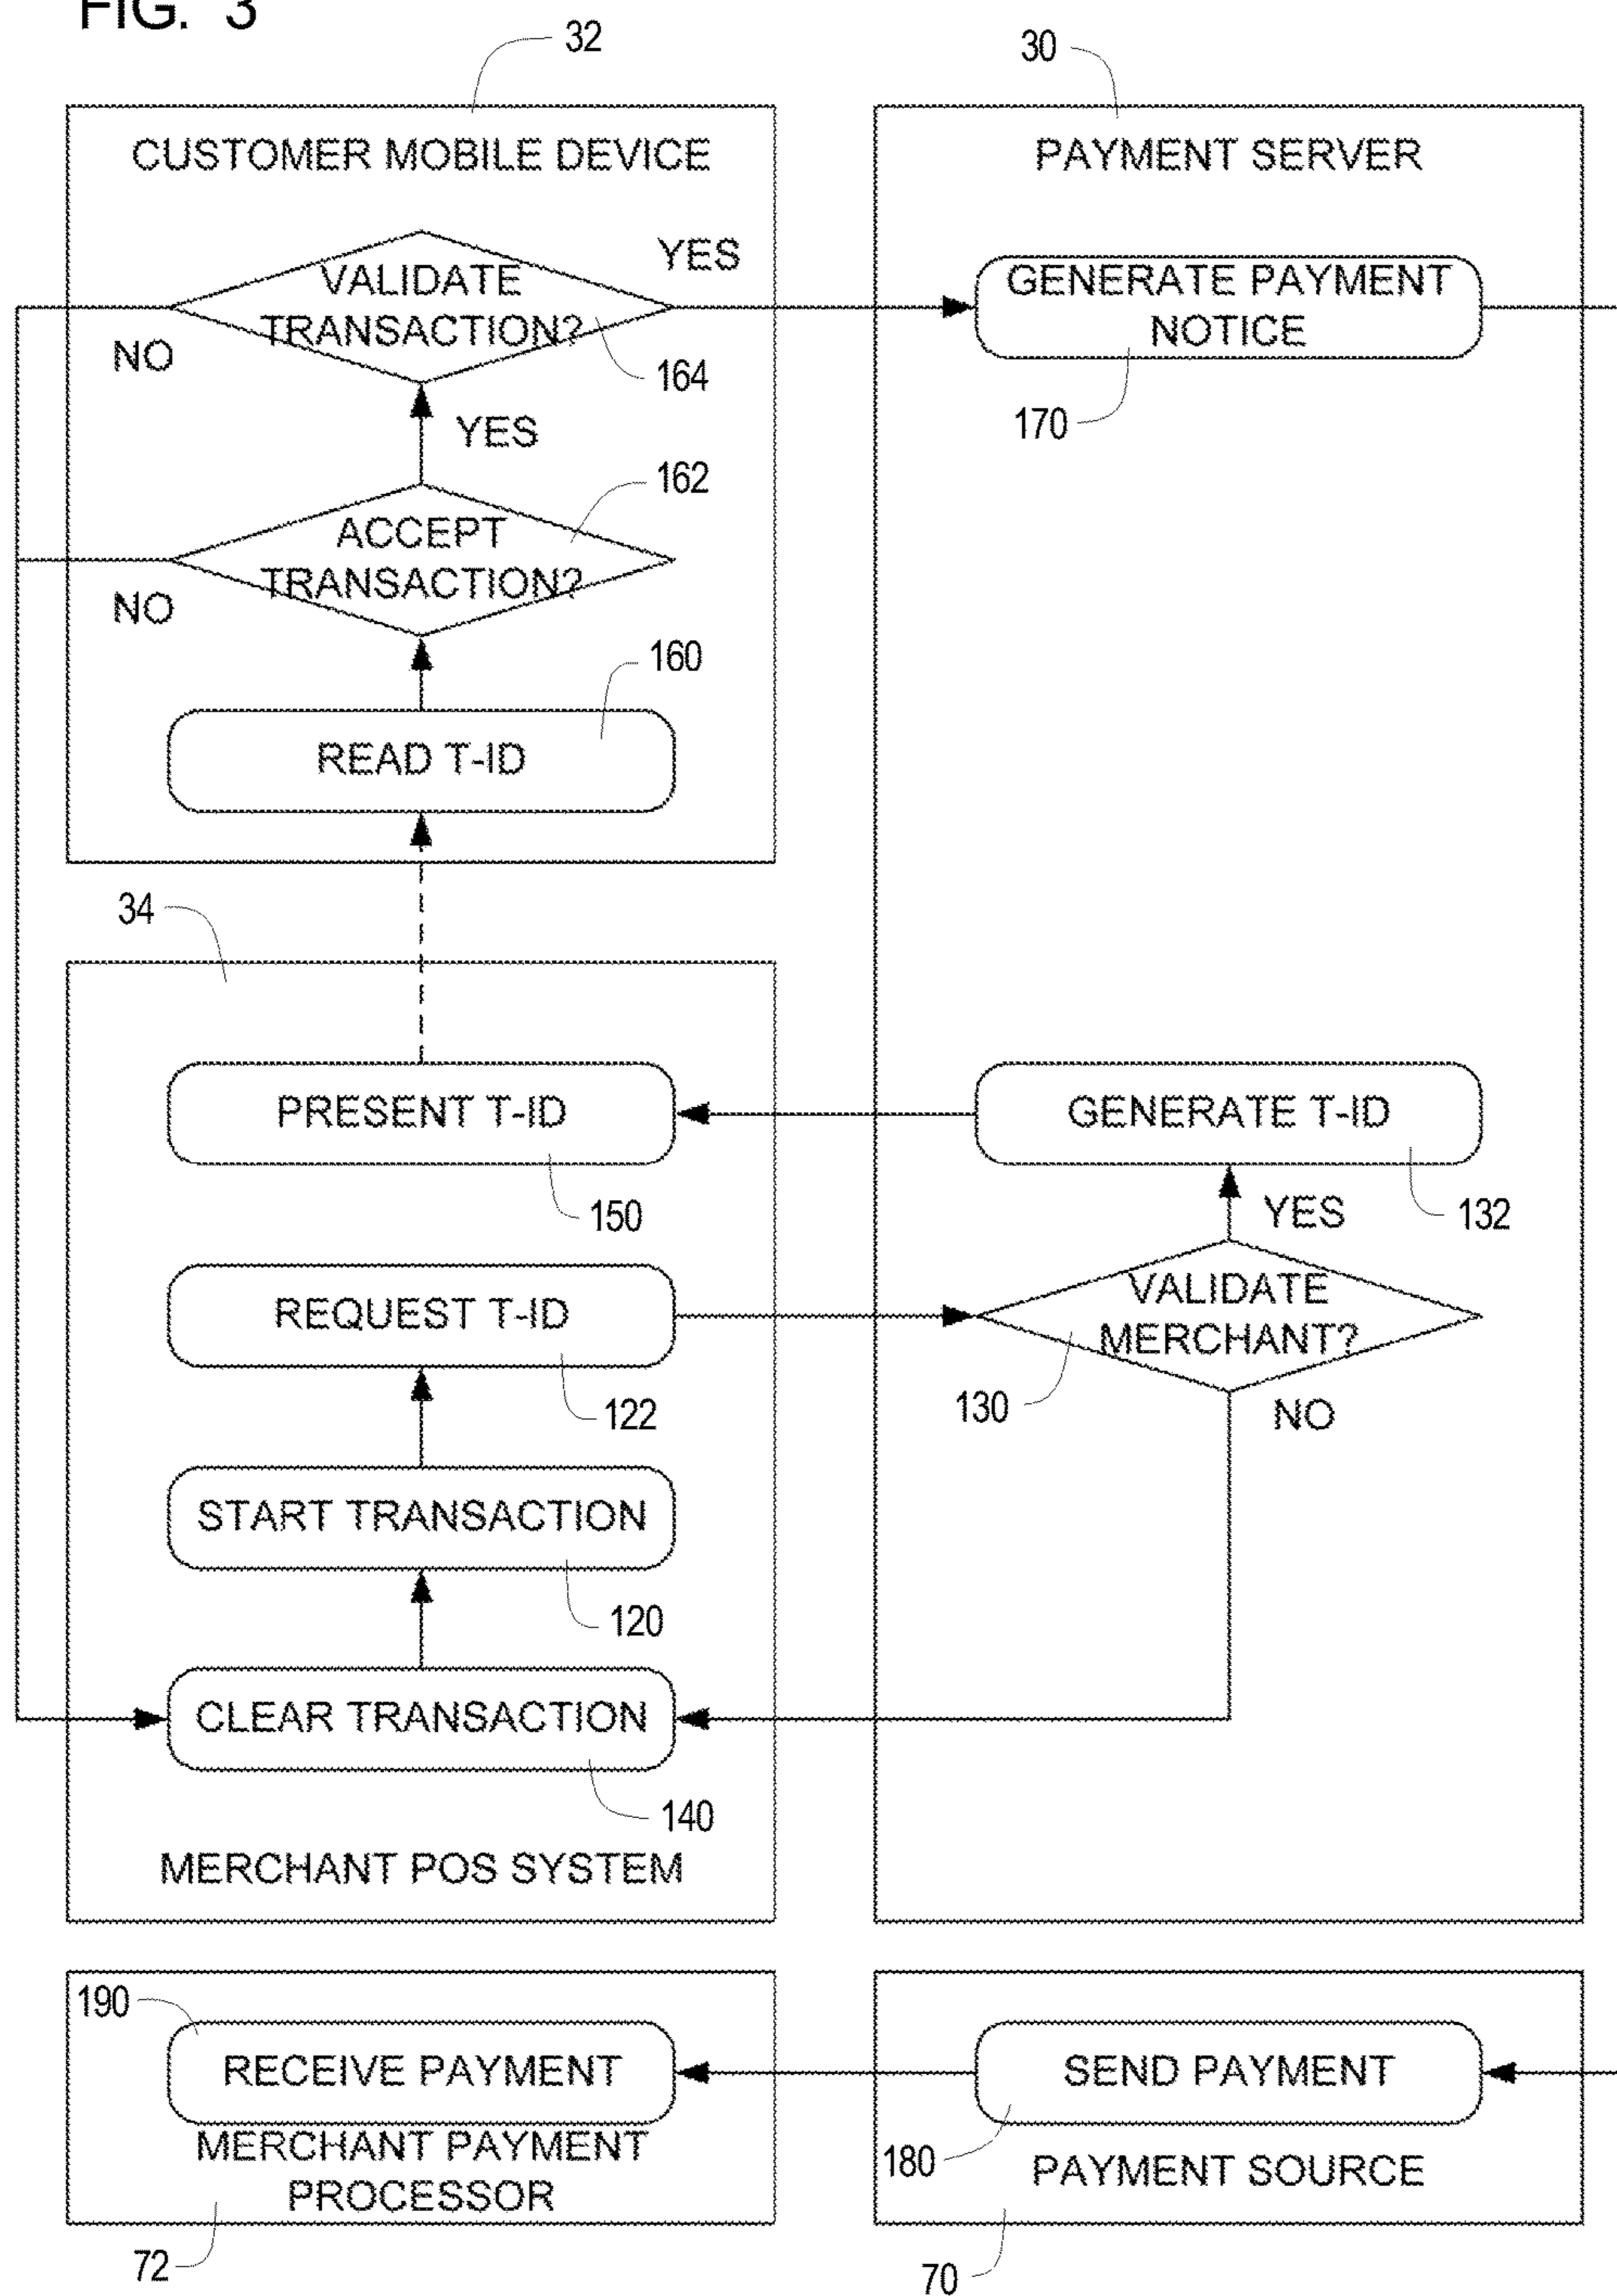 FIG. 3
32
30
CUSTOMER MOBILE DEVICE
PAYMENT SERVER
VALIDATE
TRANSACTION?
YES
NO
164
GENERATE PAYMENT
NOTICE
170
YES
162
ACCEPT
TRANSACTION?
NO
160
READ T-ID
34
PRESENT T-ID
150
GENERATE T-ID
132
YES
REQUEST T-ID
122
VALIDATE
MERCHANT?
130
NO
START TRANSACTION
120
CLEAR TRANSACTION
140
MERCHANT POS SYSTEM
190
RECEIVE PAYMENT
MERCHANT PAYMENT
PROCESSOR
72
SEND PAYMENT
180
PAYMENT SOURCE
70